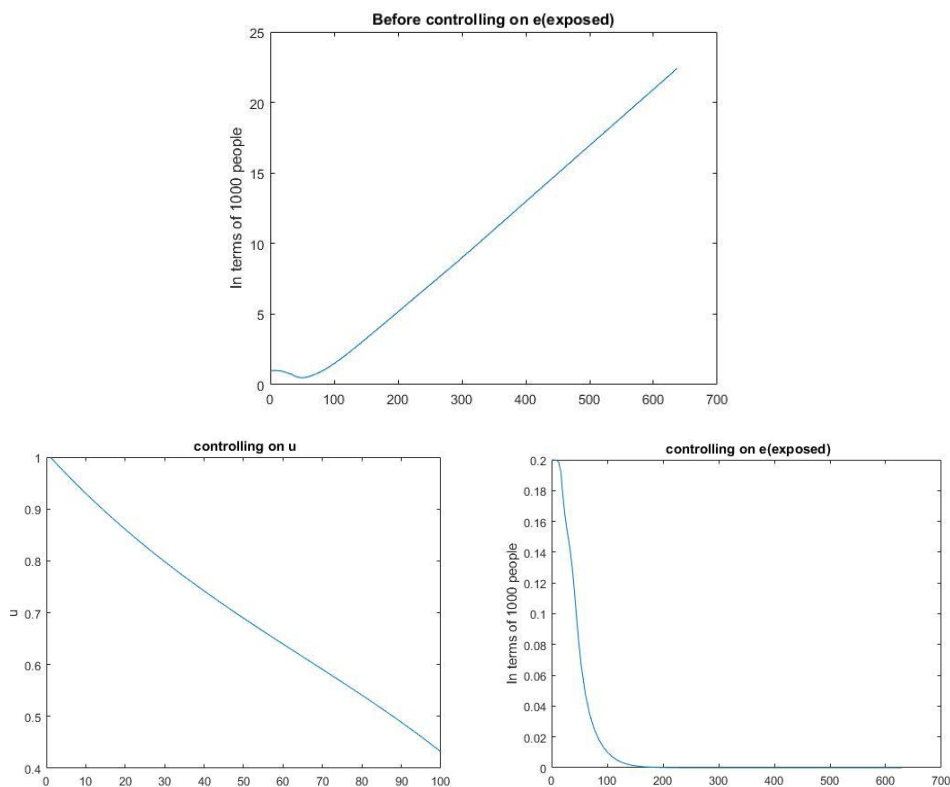 Before controlling on e(exposed)
25
20
15
10
5
0
In terms of 1000 people
0 100 200 300 400 500 600 700
controlling on u
1
0.9
0.8
0.7
0.6
0.5
0.4
u
0 10 20 30 40 50 60 70 80 90 100
controlling on e(exposed)
0.2
0.18
0.16
0.14
0.12
0.1
0.08
0.06
0.04
0.02
0
In terms of 1000 people
0 100 200 300 400 500 600 700